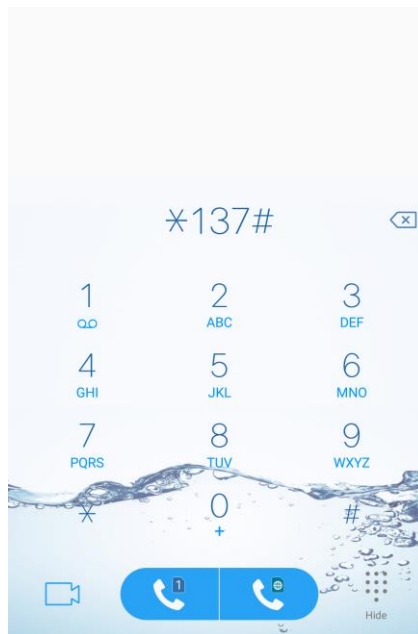 *137#
1 2 3
ABC DEF
4 5 6
GHI JKL MNO
7 8 9
PQRS TUV WXYZ
* 0 #
+
1
Hide